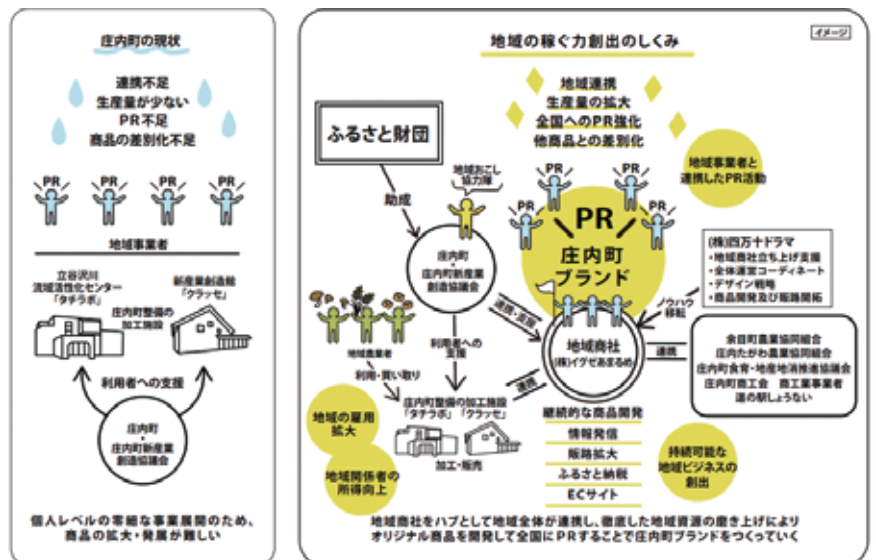 庄内町の現状
連携不足
生産量が少ない
PR不足
商品の差別化不足
PR
PR
PR
PR
地域事業者
立谷沢川
流域活性化センター
「タチラボ」
新産業創造館
「クラッセ」
庄内町整備の
加工施設
利用者への支援
庄内町
・
庄内町新産業
創造協議会
個人レベルの零細な事業展開のため、
商品の拡大・発展が難しい
イメージ
地域の稼ぐ力創出のしくみ
地域連携
生産量の拡大
全国へのPR強化
他商品との差別化
ふるさと財団
助成
地域おこし
協力隊
庄内町
・
庄内町新産業
創造協議会
PR
PR
PR
PR
PR
庄内町
ブランド
地域事業者と
連携したPR活動
(株)四万十ドラマ
・地域商社立ち上げ支援
・全体運営コーディネート
・デザイン戦略
・商品開発及び販路開拓
ノウハウ
移転
連携・支援
地域商社
(株)イグゼあまるめ
連携
余目町農業協同組合
庄内たがわ農業協同組合
庄内町食育・地産地消推進協議会
庄内町商工会 商工業事業者
道の駅しょうない
地域農業者
利用者への
支援
利用・買い取り
庄内町整備の加工施設
「タチラボ」 「クラッセ」
連携
加工・販売
地域の雇用
拡大
地域関係者の
所得向上
継続的な商品開発
情報発信
販路拡大
ふるさと納税
ECサイト
持続可能な
地域ビジネスの
創出
地域商社をハブとして地域全体が連携し、徹底した地域資源の磨き上げにより
オリジナル商品を開発して全国にPRすることで庄内町ブランドをつくっていく